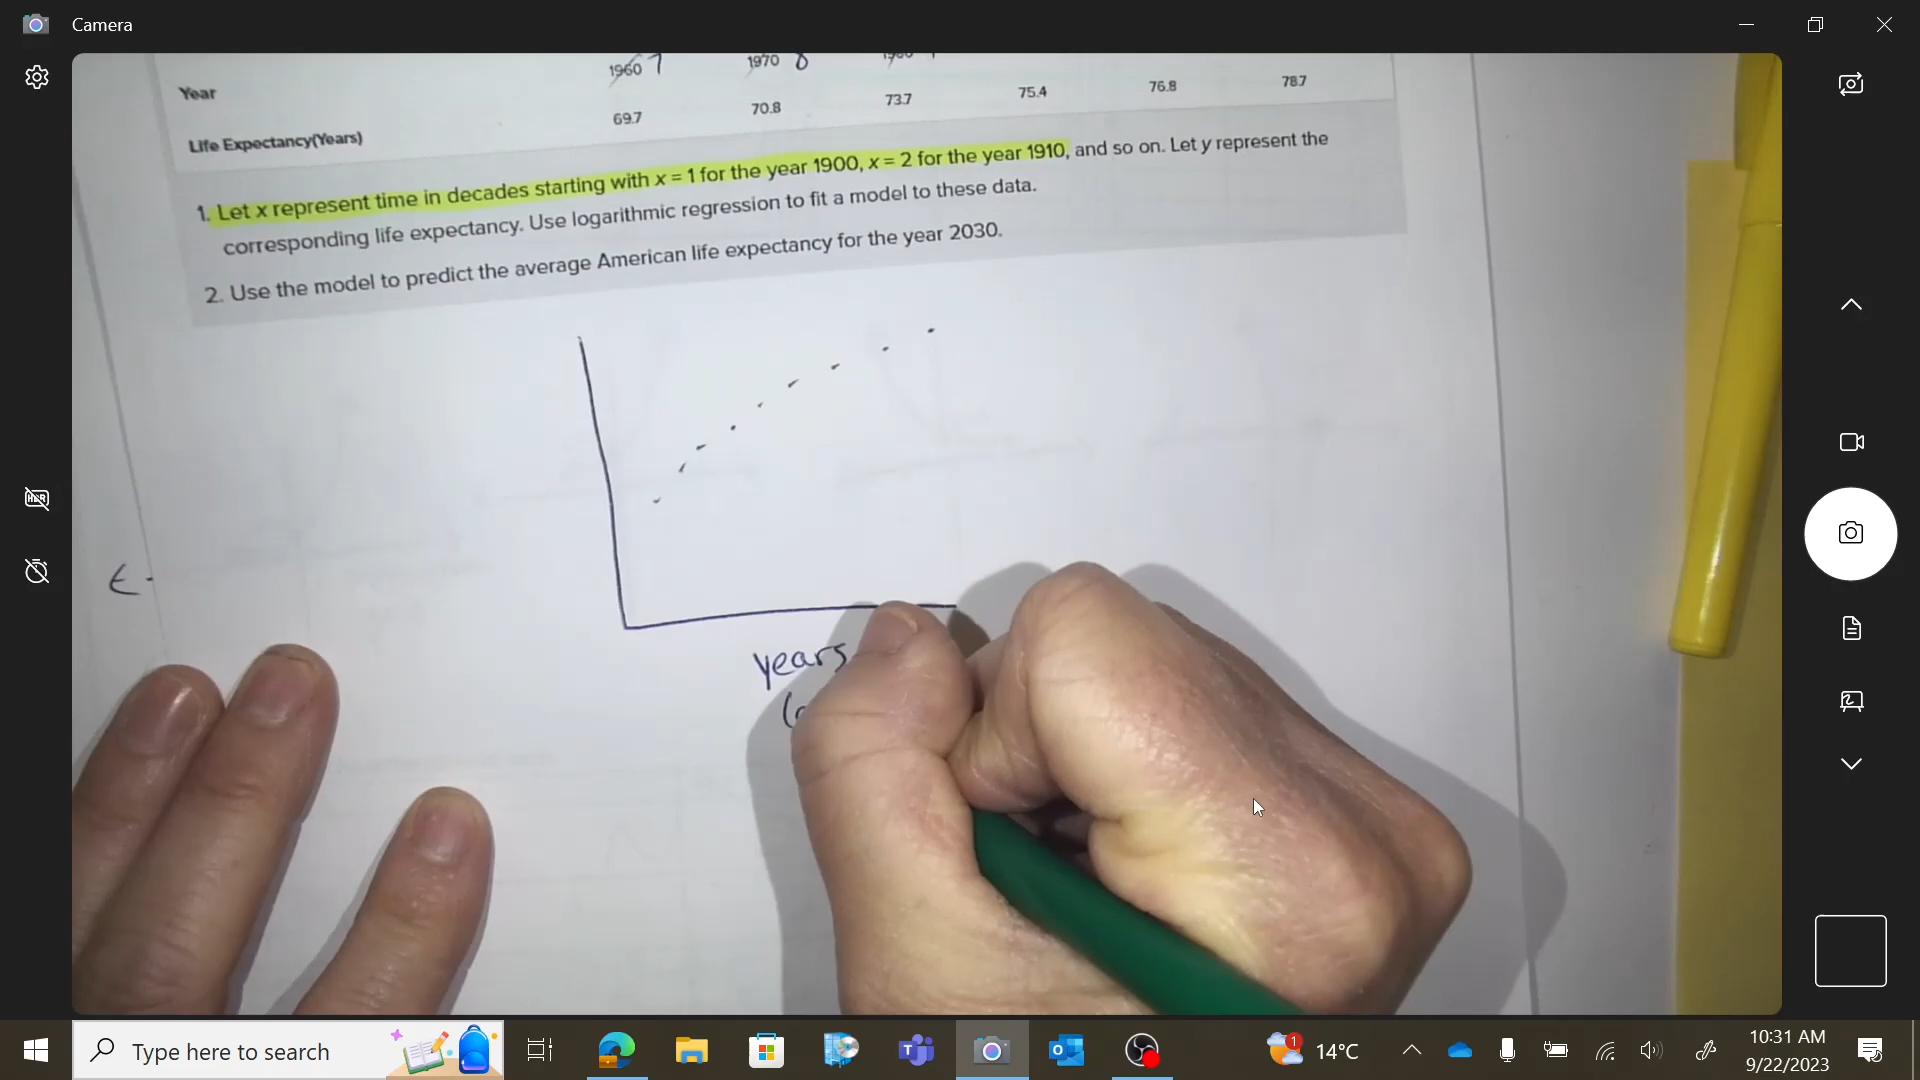 Camera
1960 7 1970 8
Year
Life Expectancy(Years) 69.7 70.8 73.7 75.4 76.8 78.7
1. Let x represent time in decades starting with x = 1 for the year 1900, x = 2 for the year 1910, and so on. Let y represent the
corresponding life expectancy. Use logarithmic regression to fit a model to these data.
2. Use the model to predict the average American life expectancy for the year 2030.
years
Type here to search
1
14°C
10:31 AM
9/22/2023